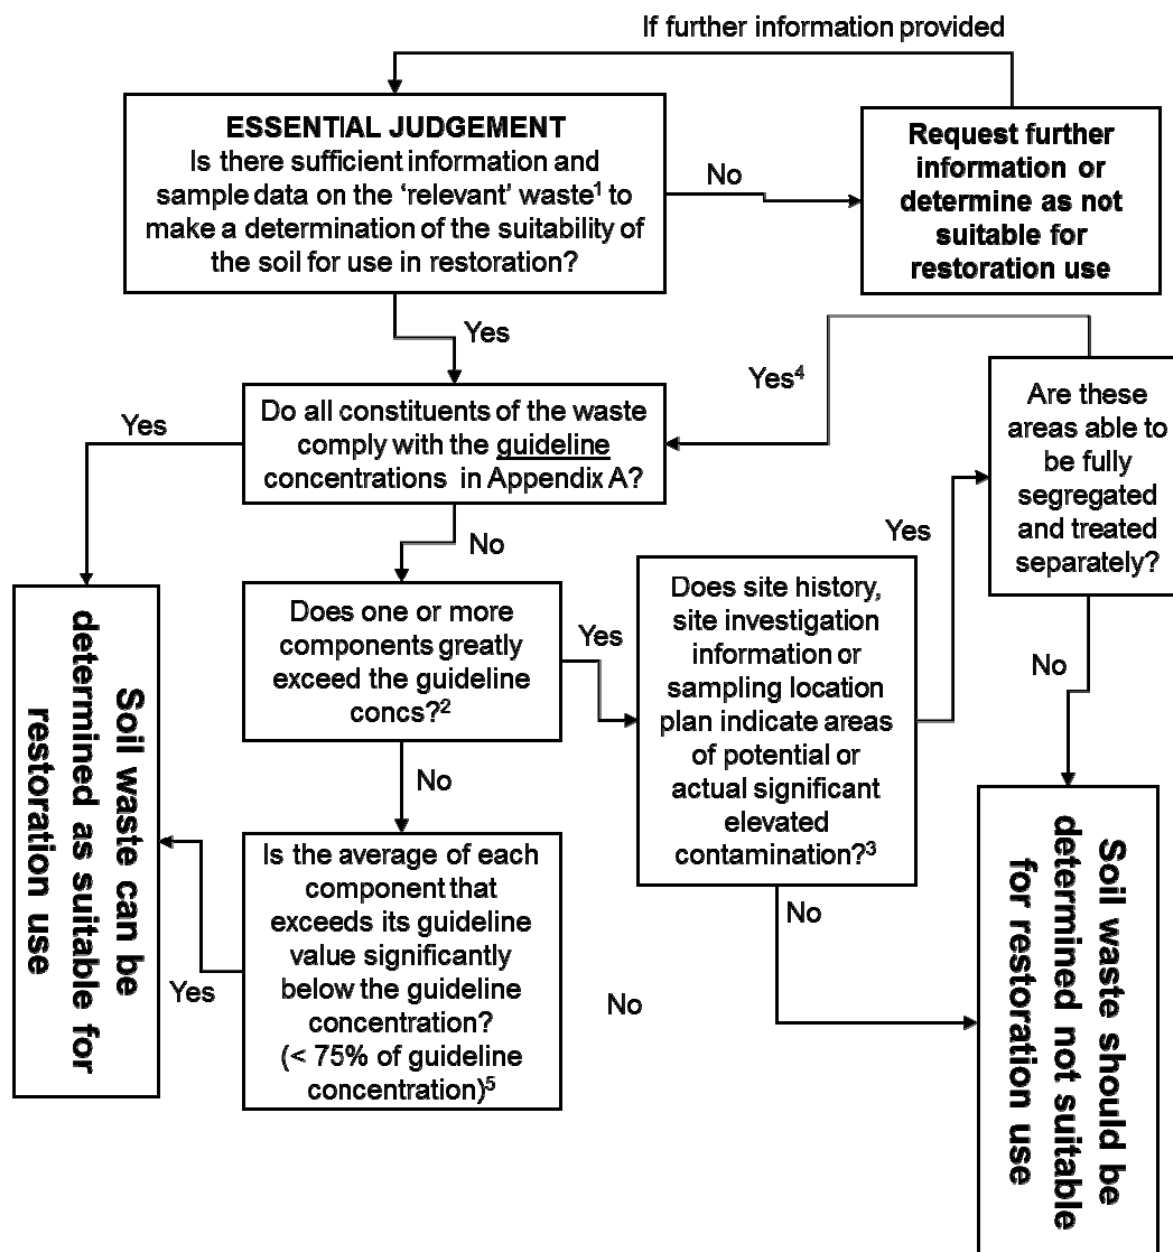 If further information provided
ESSENTIAL JUDGEMENT
Is there sufficient information and
sample data on the ‘relevant’ waste¹ to
make a determination of the suitability of
the soil for use in restoration?
No
Request further
information or
determine as not
suitable for
restoration use
Yes
Yes⁴
Are these
areas able to
be fully
segregated
and treated
separately?
Yes
Do all constituents of the waste
comply with the guideline
concentrations in Appendix A?
No
Yes
Does one or more
components greatly
exceed the guideline
concs?²
Yes
Does site history,
site investigation
information or
sampling location
plan indicate areas
of potential or
actual significant
elevated
contamination?³
No
No
Soil waste can be
determined as suitable for
restoration use
Is the average of each
component that
exceeds its guideline
value significantly
below the guideline
concentration?
(< 75% of guideline
concentration)⁵
Yes
No
No
Soil waste should be
determined not suitable
for restoration use